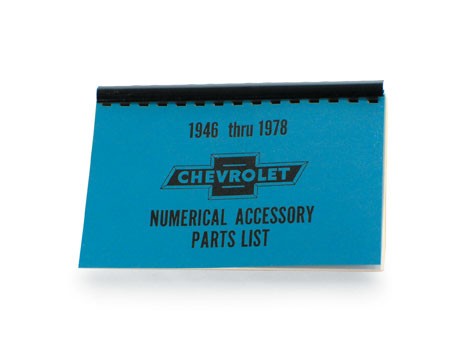 1946 thru 1978
CHEVROLET
NUMERICAL ACCESSORY
PARTS LIST